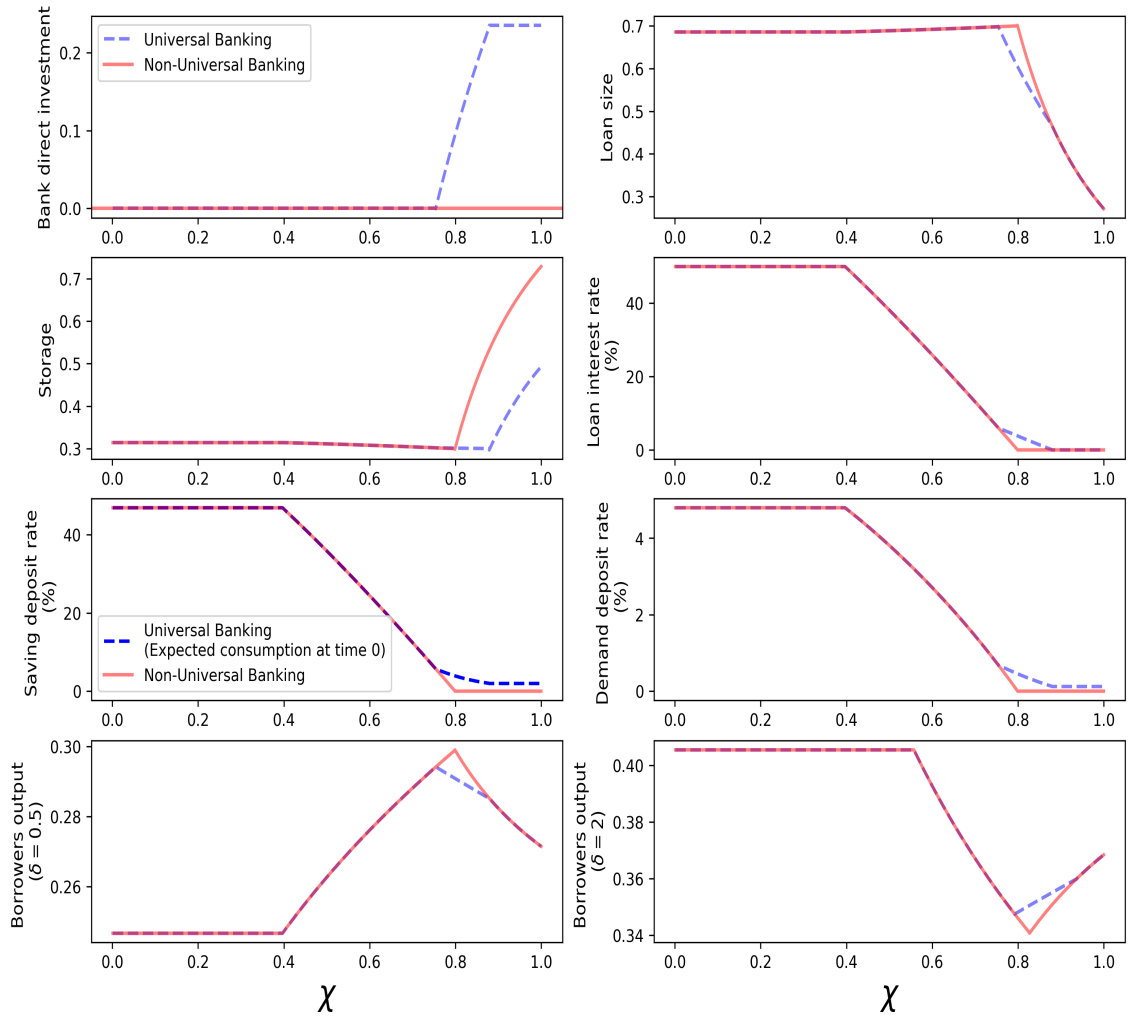 Bank direct investment
0.2
0.1
0.0
Universal Banking
Non-Universal Banking
0.0 0.2 0.4 0.6 0.8 1.0
Loan size
0.7
0.6
0.5
0.4
0.3
0.0 0.2 0.4 0.6 0.8 1.0
Storage
0.7
0.6
0.5
0.4
0.3
0.0 0.2 0.4 0.6 0.8 1.0
Loan interest rate
(%)
40
20
0
0.0 0.2 0.4 0.6 0.8 1.0
Saving deposit rate
(%)
40
20
0
Universal Banking
(Expected consumption at time 0)
Non-Universal Banking
0.0 0.2 0.4 0.6 0.8 1.0
Demand deposit rate
(%)
4
2
0
0.0 0.2 0.4 0.6 0.8 1.0
Borrowers output
(δ = 0.5)
0.30
0.28
0.26
0.0 0.2 0.4 0.6 0.8 1.0
χ
Borrowers output
(δ = 2)
0.40
0.38
0.36
0.34
0.0 0.2 0.4 0.6 0.8 1.0
χ